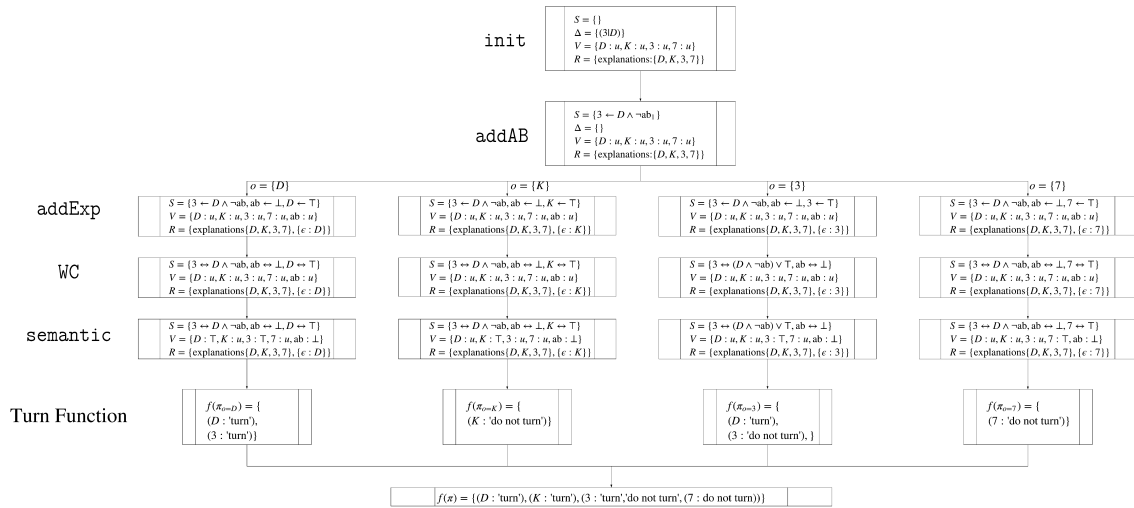 init
S = {}
Δ = {(3|D)}
V = {D : u, K : u, 3 : u, 7 : u}
R = {explanations:{D, K, 3, 7}}
addAB
S = {3 ← D ∧ ¬ab₁}
Δ = {}
V = {D : u, K : u, 3 : u, 7 : u}
R = {explanations:{D, K, 3, 7}}
o = {D}
o = {K}
o = {3}
o = {7}
addExp
S = {3 ← D ∧ ¬ab, ab ← ⊥, D ← ⊤}
V = {D : u, K : u, 3 : u, 7 : u, ab : u}
R = {explanations{D, K, 3, 7}, {ϵ : D}}
S = {3 ← D ∧ ¬ab, ab ← ⊥, K ← ⊤}
V = {D : u, K : u, 3 : u, 7 : u, ab : u}
R = {explanations{D, K, 3, 7}, {ϵ : K}}
S = {3 ← D ∧ ¬ab, ab ← ⊥, 3 ← ⊤}
V = {D : u, K : u, 3 : u, 7 : u, ab : u}
R = {explanations{D, K, 3, 7}, {ϵ : 3}}
S = {3 ← D ∧ ¬ab, ab ← ⊥, 7 ← ⊤}
V = {D : u, K : u, 3 : u, 7 : u, ab : u}
R = {explanations{D, K, 3, 7}, {ϵ : 7}}
WC
S = {3 ↔ D ∧ ¬ab, ab ↔ ⊥, D ↔ ⊤}
V = {D : u, K : u, 3 : u, 7 : u, ab : u}
R = {explanations{D, K, 3, 7}, {ϵ : D}}
S = {3 ↔ D ∧ ¬ab, ab ↔ ⊥, K ↔ ⊤}
V = {D : u, K : u, 3 : u, 7 : u, ab : u}
R = {explanations{D, K, 3, 7}, {ϵ : K}}
S = {3 ↔ (D ∧ ¬ab) ∨ ⊤, ab ↔ ⊥}
V = {D : u, K : u, 3 : u, 7 : u, ab : u}
R = {explanations{D, K, 3, 7}, {ϵ : 3}}
S = {3 ↔ D ∧ ¬ab, ab ↔ ⊥, 7 ↔ ⊤}
V = {D : u, K : u, 3 : u, 7 : u, ab : u}
R = {explanations{D, K, 3, 7}, {ϵ : 7}}
semantic
S = {3 ↔ D ∧ ¬ab, ab ↔ ⊥, D ↔ ⊤}
V = {D : ⊤, K : u, 3 : ⊤, 7 : u, ab : ⊥}
R = {explanations{D, K, 3, 7}, {ϵ : D}}
S = {3 ↔ D ∧ ¬ab, ab ↔ ⊥, K ↔ ⊤}
V = {D : u, K : ⊤, 3 : u, 7 : u, ab : ⊥}
R = {explanations{D, K, 3, 7}, {ϵ : K}}
S = {3 ↔ (D ∧ ¬ab) ∨ ⊤, ab ↔ ⊥}
V = {D : u, K : u, 3 : ⊤, 7 : u, ab : ⊥}
R = {explanations{D, K, 3, 7}, {ϵ : 3}}
S = {3 ↔ D ∧ ¬ab, ab ↔ ⊥, 7 ↔ ⊤}
V = {D : u, K : u, 3 : u, 7 : ⊤, ab : ⊥}
R = {explanations{D, K, 3, 7}, {ϵ : 7}}
Turn Function
f(π_{o=D}) = {
(D : 'turn'),
(3 : 'turn')}
f(π_{o=K}) = {
(K : 'do not turn')}
f(π_{o=3}) = {
(D : 'turn'),
(3 : 'do not turn'), }
f(π_{o=7}) = {
(7 : 'do not turn')}
f(π) = {(D : 'turn'), (K : 'turn'), (3 : 'turn','do not turn', (7 : do not turn))}